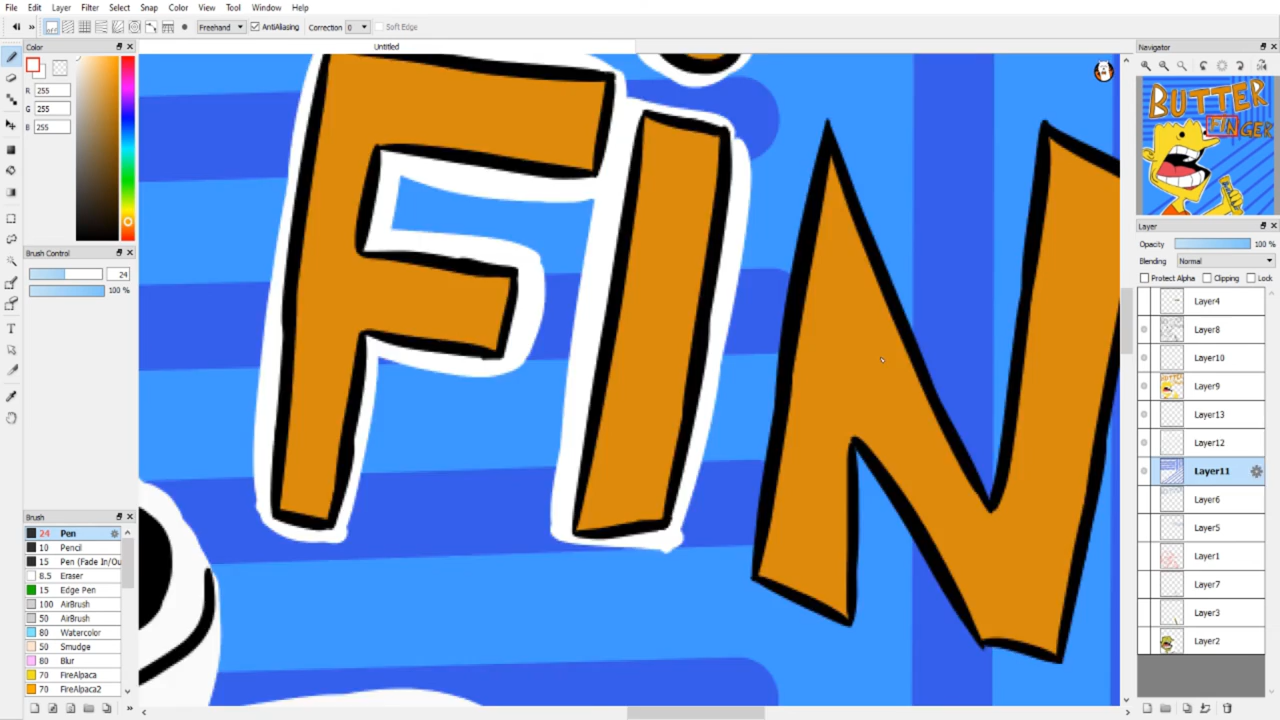 File Edit Layer Filter Select Snap Color View Tool Window Help
Freehand AntiAliasing Correction 0 Soft Edge
Untitled
Color
R 255
G 255
B 255
Brush Control
24
100 %
Brush
24 Pen
10 Pencil
15 Pen (Fade In/Ou
8.5 Eraser
15 Edge Pen
100 AirBrush
50 AirBrush
80 Watercolor
50 Smudge
80 Blur
70 FireAlpaca
70 FireAlpaca2
FIN
Navigator
BUTTER
FINGER
Layer
Opacity 100 %
Blending Normal
Protect Alpha Clipping Lock
Layer4
Layer8
Layer10
Layer9
Layer13
Layer12
Layer11
Layer6
Layer5
Layer1
Layer7
Layer3
Layer2